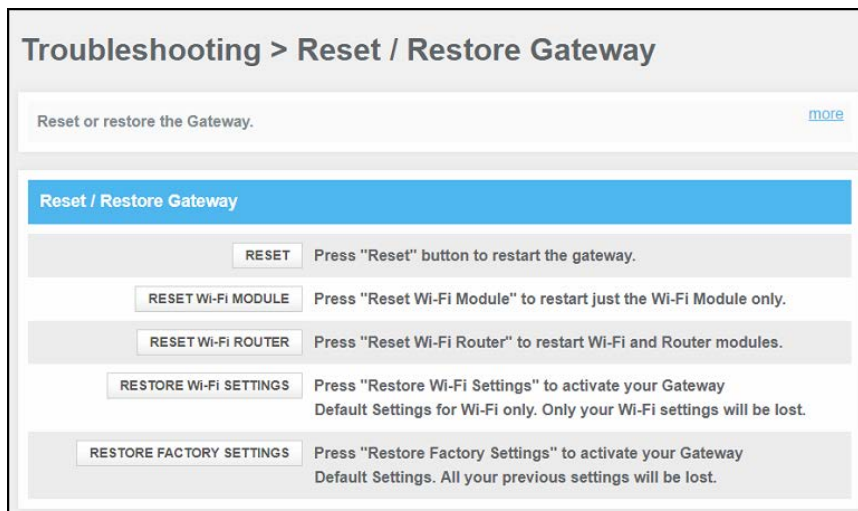 Troubleshooting > Reset / Restore Gateway
Reset or restore the Gateway.
more
Reset / Restore Gateway
RESET Press "Reset" button to restart the gateway.
RESET Wi-Fi MODULE Press "Reset Wi-Fi Module" to restart just the Wi-Fi Module only.
RESET Wi-Fi ROUTER Press "Reset Wi-Fi Router" to restart Wi-Fi and Router modules.
RESTORE Wi-Fi SETTINGS Press "Restore Wi-Fi Settings" to activate your Gateway
Default Settings for Wi-Fi only. Only your Wi-Fi settings will be lost.
RESTORE FACTORY SETTINGS Press "Restore Factory Settings" to activate your Gateway
Default Settings. All your previous settings will be lost.